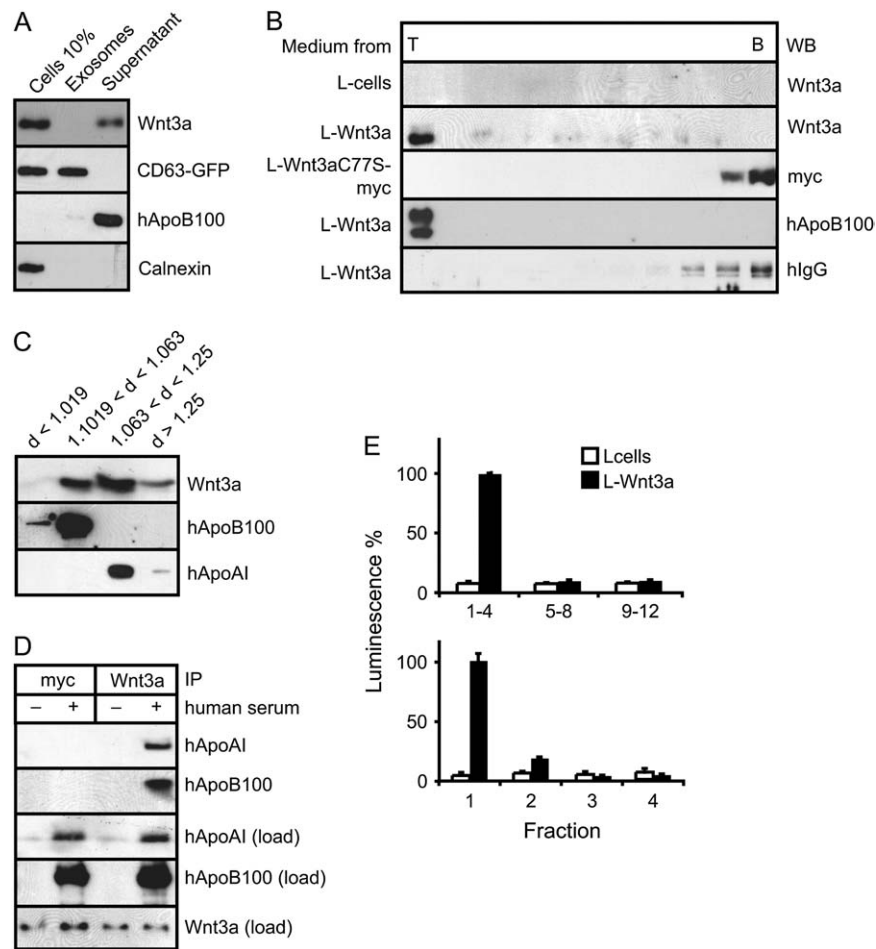 A
Cells 10%
Exosomes
Supernatant
Wnt3a
CD63-GFP
hApoB100
Calnexin
B
Medium from
T
B
WB
L-cells
Wnt3a
L-Wnt3a
Wnt3a
L-Wnt3aC77S-
myc
myc
L-Wnt3a
hApoB100
L-Wnt3a
hIgG
C
d < 1.019
1.1019 < d < 1.063
1.063 < d < 1.25
d > 1.25
Wnt3a
hApoB100
hApoAI
D
myc
Wnt3a
IP
– + – + human serum
hApoAI
hApoB100
hApoAI (load)
hApoB100 (load)
Wnt3a (load)
E
Lcells
L-Wnt3a
Luminescence %
100
50
0
1-4 5-8 9-12
100
50
0
1 2 3 4
Fraction